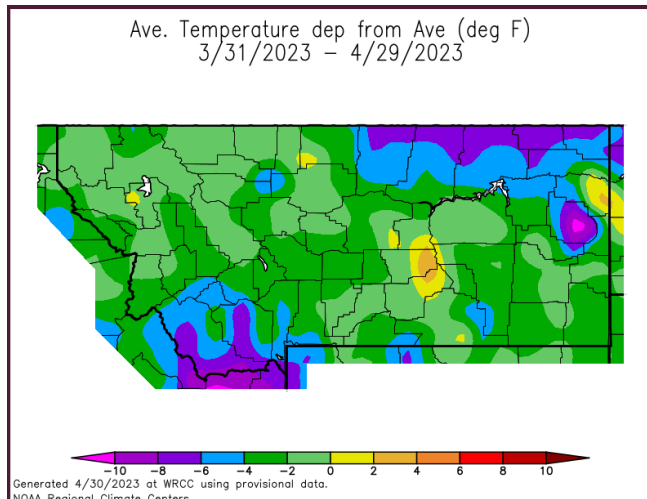 Ave. Temperature dep from Ave (deg F)
3/31/2023 – 4/29/2023
-10 -8 -6 -4 -2 0 2 4 6 8 10
Generated 4/30/2023 at WRCC using provisional data.
NOAA Regional Climate Centers